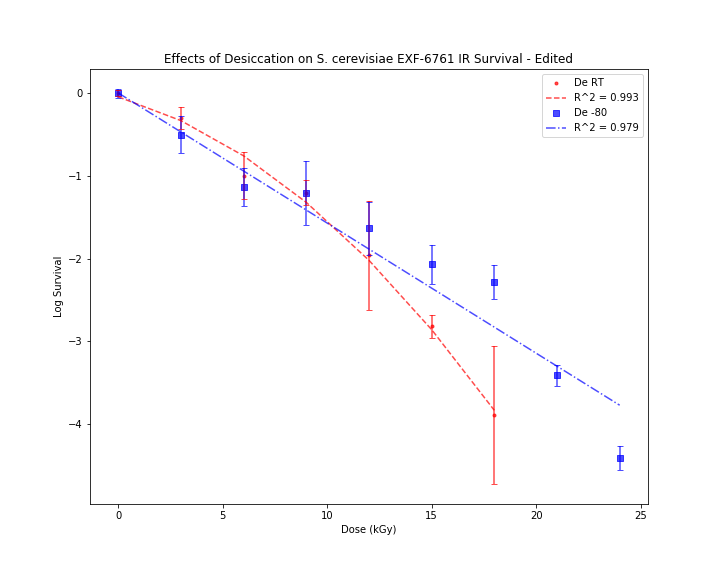 Effects of Desiccation on S. cerevisiae EXF-6761 IR Survival - Edited
De RT
R^2 = 0.993
De -80
R^2 = 0.979
0
−1
−2
−3
−4
Log Survival
0 5 10 15 20 25
Dose (kGy)